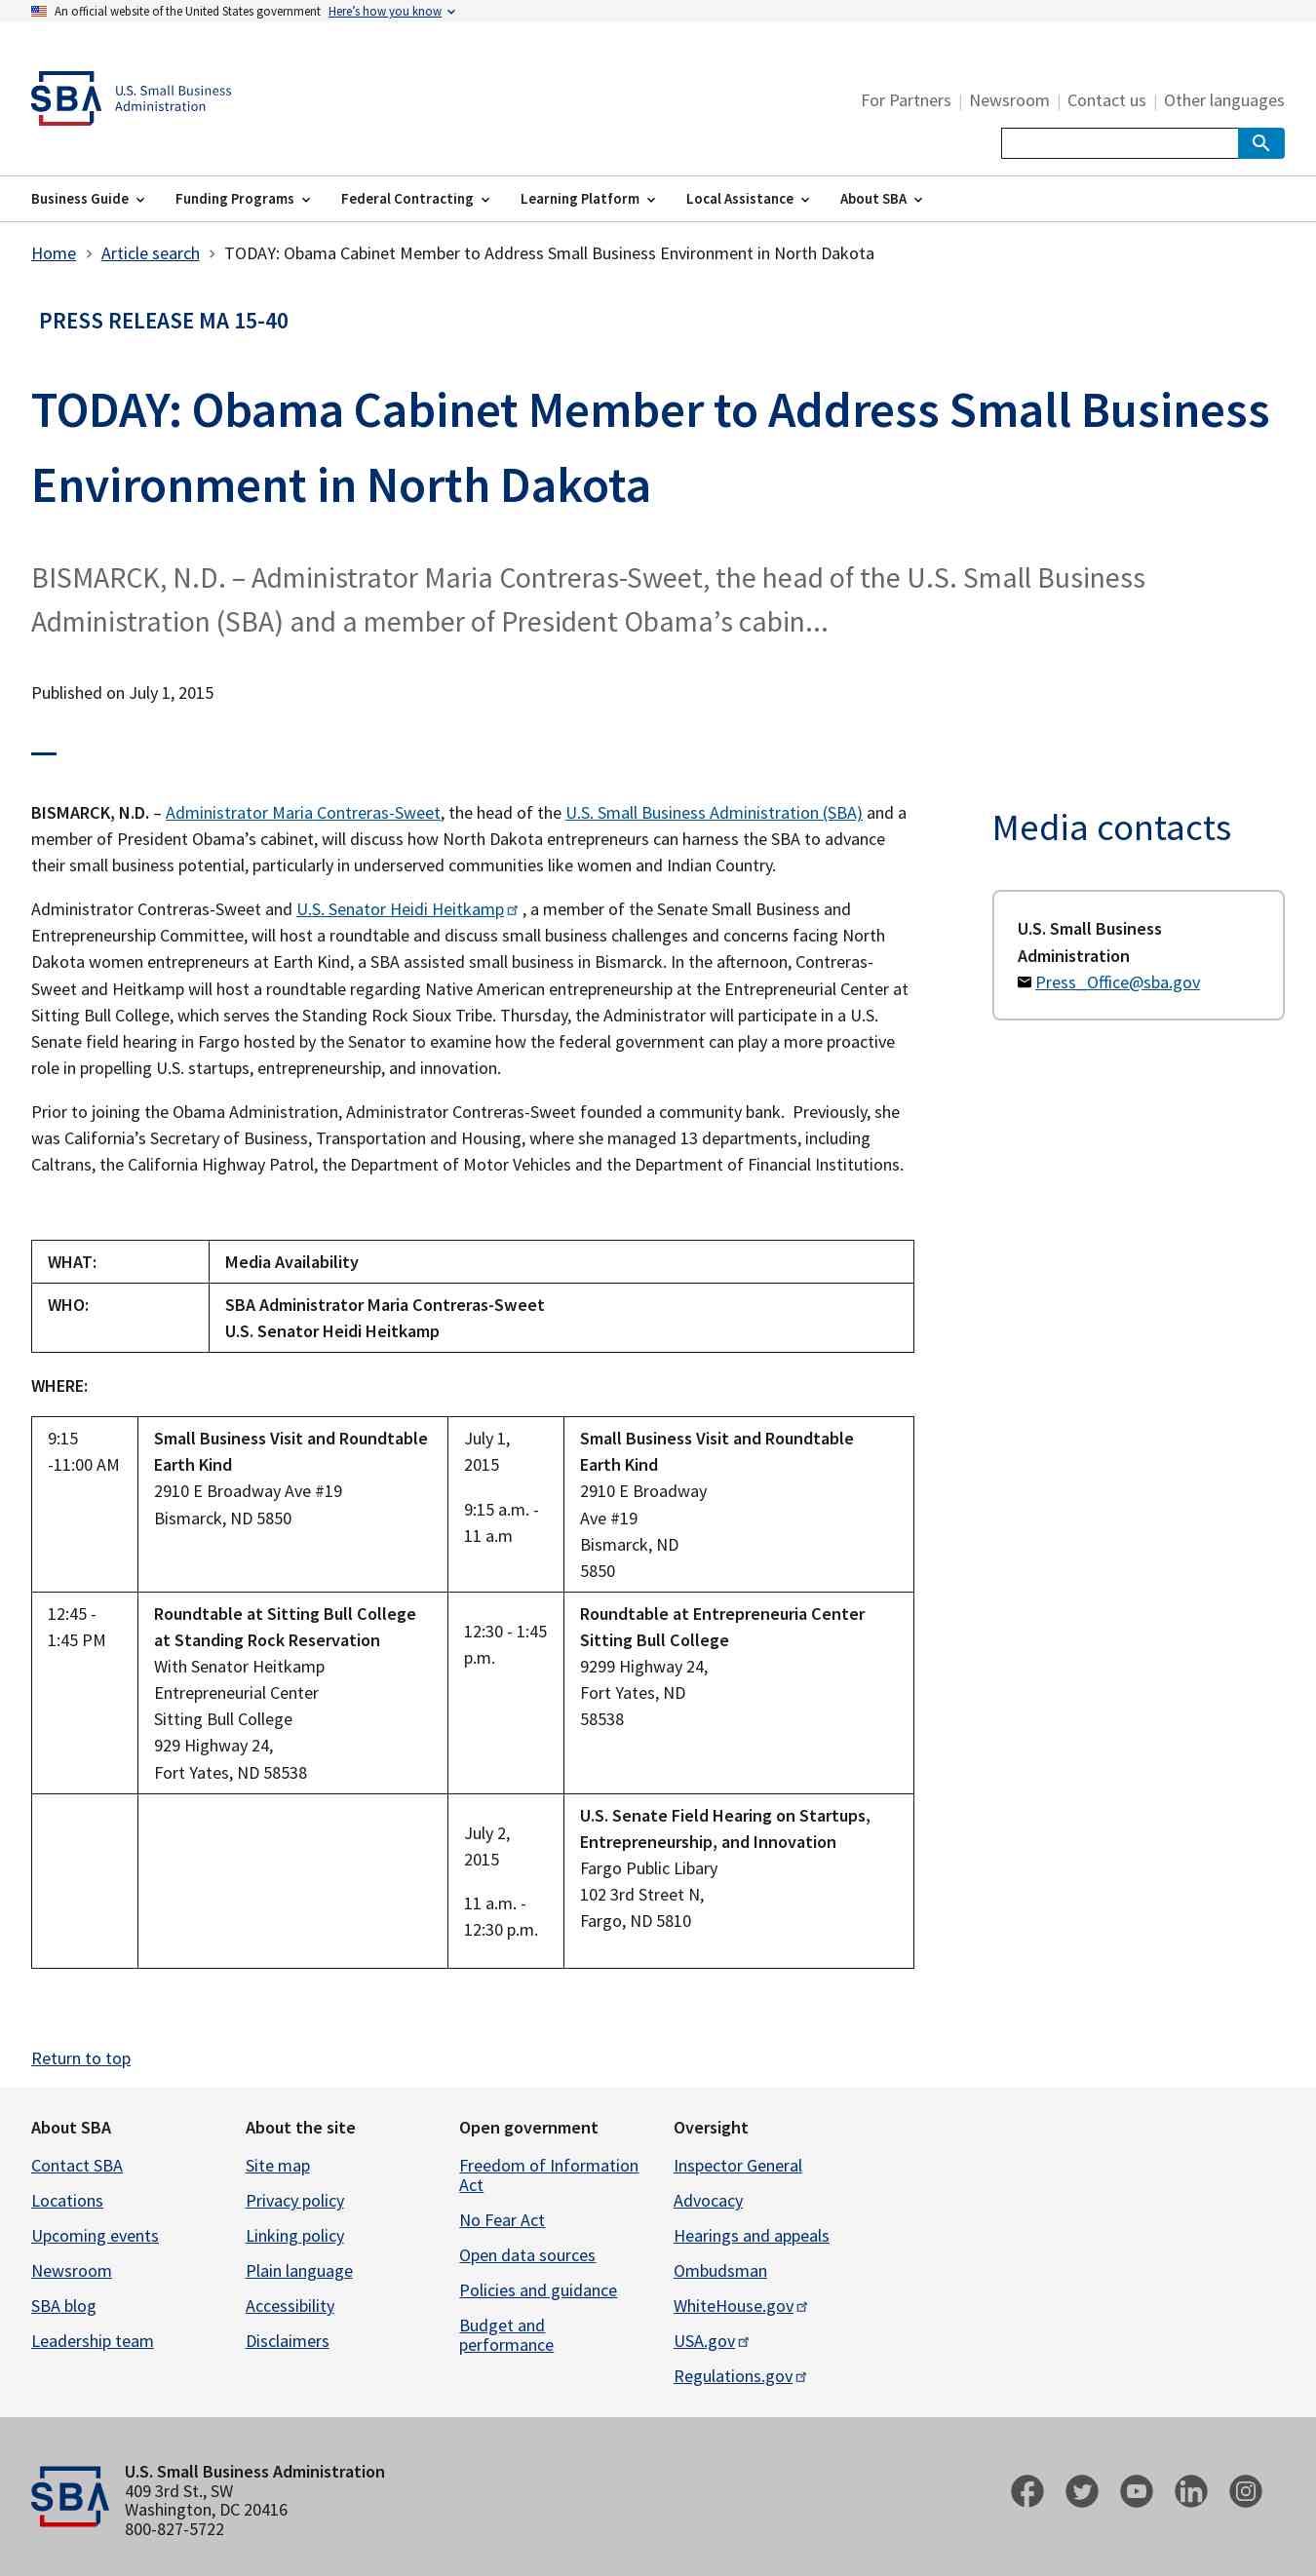 An official website of the United States government Here’s how you know
SBA U.S. Small Business
Administration
For Partners | Newsroom | Contact us | Other languages
Business Guide Funding Programs Federal Contracting Learning Platform Local Assistance About SBA
Home > Article search > TODAY: Obama Cabinet Member to Address Small Business Environment in North Dakota
PRESS RELEASE MA 15-40
TODAY: Obama Cabinet Member to Address Small Business
Environment in North Dakota
BISMARCK, N.D. – Administrator Maria Contreras-Sweet, the head of the U.S. Small Business
Administration (SBA) and a member of President Obama’s cabin...
Published on July 1, 2015
BISMARCK, N.D. – Administrator Maria Contreras-Sweet, the head of the U.S. Small Business Administration (SBA) and a
member of President Obama’s cabinet, will discuss how North Dakota entrepreneurs can harness the SBA to advance
their small business potential, particularly in underserved communities like women and Indian Country.
Administrator Contreras-Sweet and U.S. Senator Heidi Heitkamp , a member of the Senate Small Business and
Entrepreneurship Committee, will host a roundtable and discuss small business challenges and concerns facing North
Dakota women entrepreneurs at Earth Kind, a SBA assisted small business in Bismarck. In the afternoon, Contreras-
Sweet and Heitkamp will host a roundtable regarding Native American entrepreneurship at the Entrepreneurial Center at
Sitting Bull College, which serves the Standing Rock Sioux Tribe. Thursday, the Administrator will participate in a U.S.
Senate field hearing in Fargo hosted by the Senator to examine how the federal government can play a more proactive
role in propelling U.S. startups, entrepreneurship, and innovation.
Prior to joining the Obama Administration, Administrator Contreras-Sweet founded a community bank.  Previously, she
was California’s Secretary of Business, Transportation and Housing, where she managed 13 departments, including
Caltrans, the California Highway Patrol, the Department of Motor Vehicles and the Department of Financial Institutions.
Media contacts
U.S. Small Business
Administration
Press_Office@sba.gov
WHAT: Media Availability
WHO: SBA Administrator Maria Contreras-Sweet
U.S. Senator Heidi Heitkamp
WHERE:
9:15
-11:00 AM
Small Business Visit and Roundtable
Earth Kind
2910 E Broadway Ave #19
Bismarck, ND 5850
July 1,
2015
9:15 a.m. -
11 a.m
Small Business Visit and Roundtable
Earth Kind
2910 E Broadway
Ave #19
Bismarck, ND
5850
12:45 -
1:45 PM
Roundtable at Sitting Bull College
at Standing Rock Reservation
With Senator Heitkamp
Entrepreneurial Center
Sitting Bull College
929 Highway 24,
Fort Yates, ND 58538
12:30 - 1:45
p.m.
Roundtable at Entrepreneuria Center
Sitting Bull College
9299 Highway 24,
Fort Yates, ND
58538
July 2,
2015
11 a.m. -
12:30 p.m.
U.S. Senate Field Hearing on Startups,
Entrepreneurship, and Innovation
Fargo Public Libary
102 3rd Street N,
Fargo, ND 5810
Return to top
About SBA
Contact SBA
Locations
Upcoming events
Newsroom
SBA blog
Leadership team
About the site
Site map
Privacy policy
Linking policy
Plain language
Accessibility
Disclaimers
Open government
Freedom of Information
Act
No Fear Act
Open data sources
Policies and guidance
Budget and
performance
Oversight
Inspector General
Advocacy
Hearings and appeals
Ombudsman
WhiteHouse.gov
USA.gov
Regulations.gov
SBA
U.S. Small Business Administration
409 3rd St., SW
Washington, DC 20416
800-827-5722